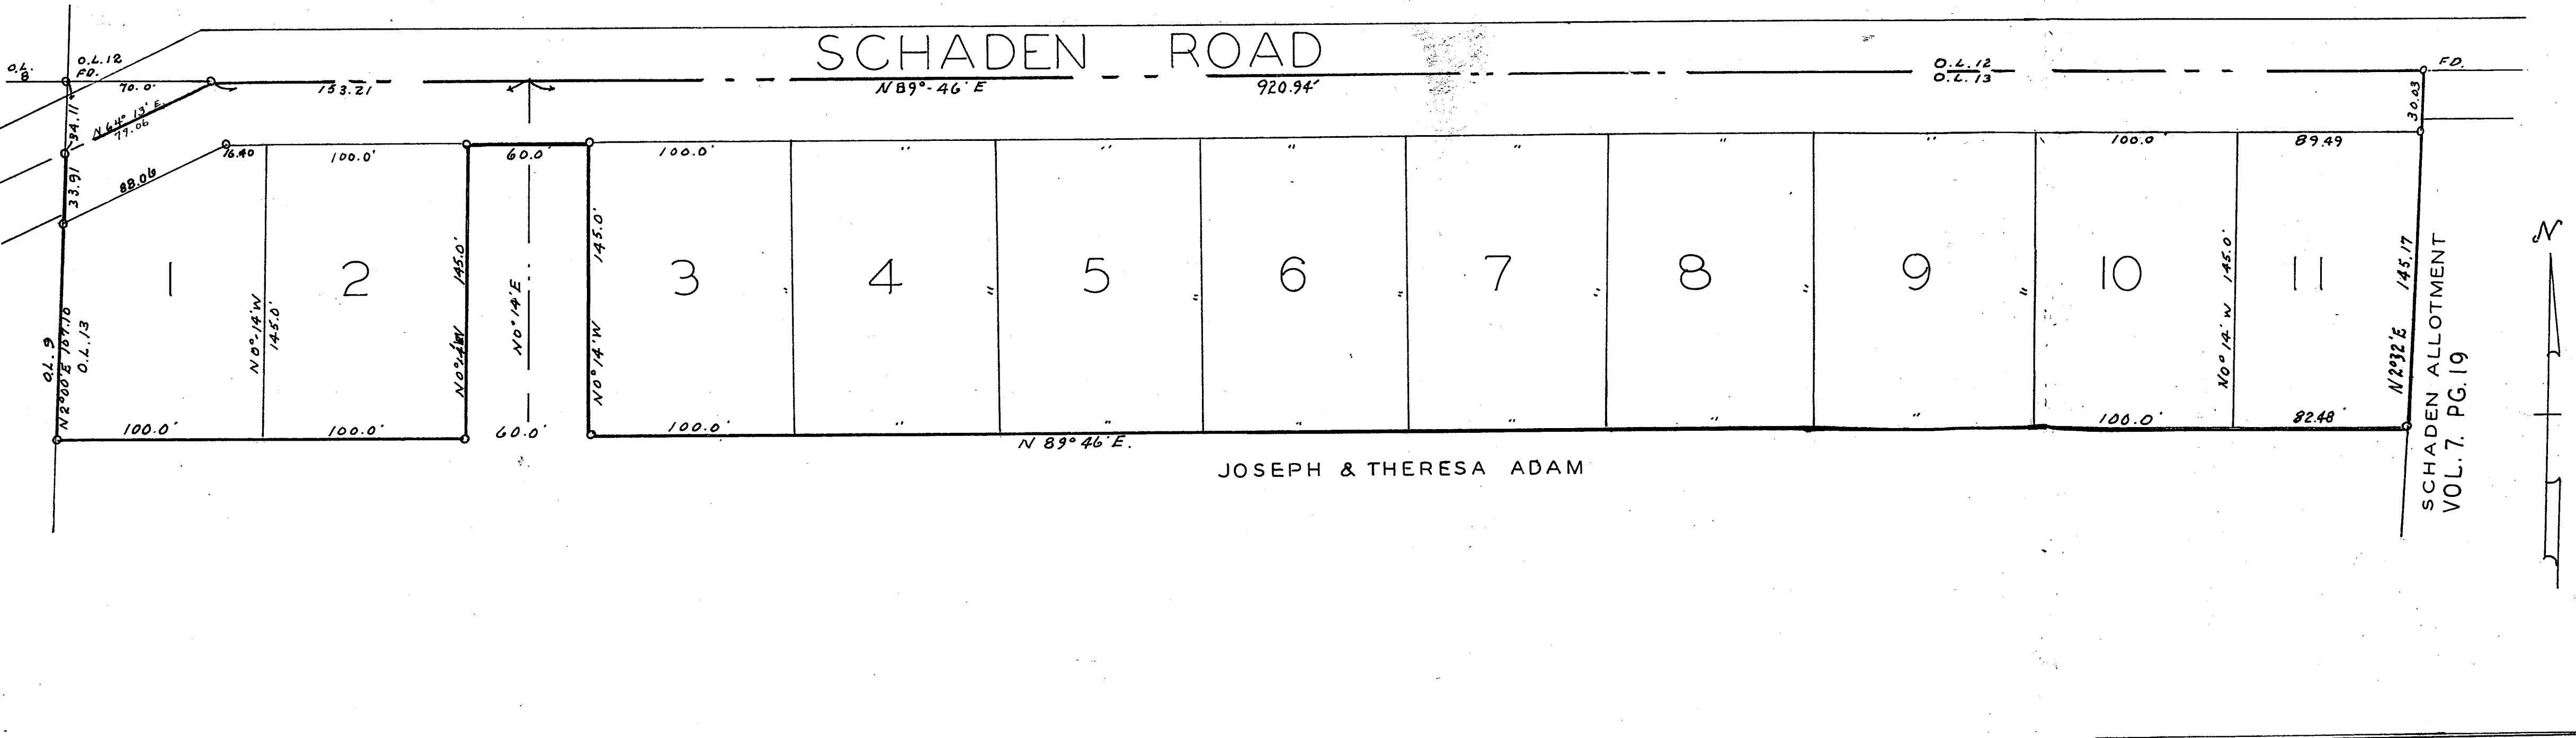 SCHADEN ROAD
O.L.
8
O.L.12
FD.
70.0'
153.21
N 89°-46' E
920.94'
O.L.12
O.L.13
FD.
34.11
N 64° 13' E
79.06
30.03
33.91
88.06
16.40
100.0'
60.0'
100.0'
"
"
"
"
"
"
100.0
89.49
1
2
3
4
5
6
7
8
9
10
11
O.L. 9
N 2°00' E
O.L. 13
N 0°-14' W
145.0'
145.0'
N 0° 14' E
N 0° 14' W
145.0'
"
"
"
"
"
"
"
N 0° 14' W 145.0'
N 2°32' E 145.17
SCHADEN ALLOTMENT
VOL. 7. PG. 19
N
100.0'
100.0'
60.0'
100.0'
"
"
"
"
"
"
100.0'
82.48'
N 89° 46' E.
JOSEPH & THERESA ADAM